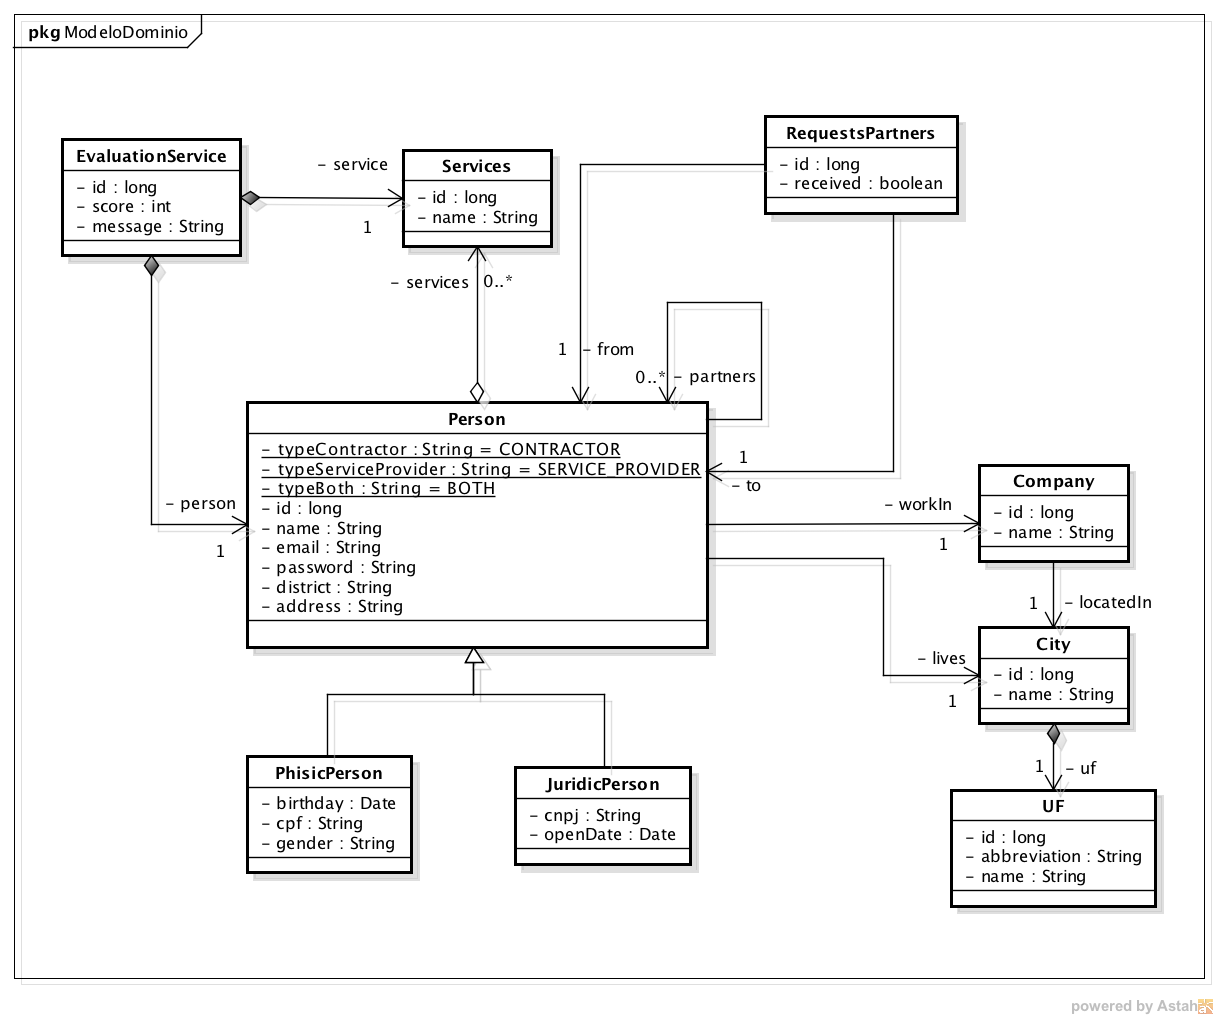 pkg ModeloDominio
EvaluationService
- id : long
- score : int
- message : String
- service
1
Services
- id : long
- name : String
RequestsPartners
- id : long
- received : boolean
- services
0..*
1
- from
0..*
- partners
Person
- typeContractor : String = CONTRACTOR
- typeServiceProvider : String = SERVICE_PROVIDER
- typeBoth : String = BOTH
- id : long
- name : String
- email : String
- password : String
- district : String
- address : String
1
- to
- person
1
- workIn
1
Company
- id : long
- name : String
1
- locatedIn
- lives
1
City
- id : long
- name : String
1
- uf
UF
- id : long
- abbreviation : String
- name : String
PhisicPerson
- birthday : Date
- cpf : String
- gender : String
JuridicPerson
- cnpj : String
- openDate : Date
powered by Astah